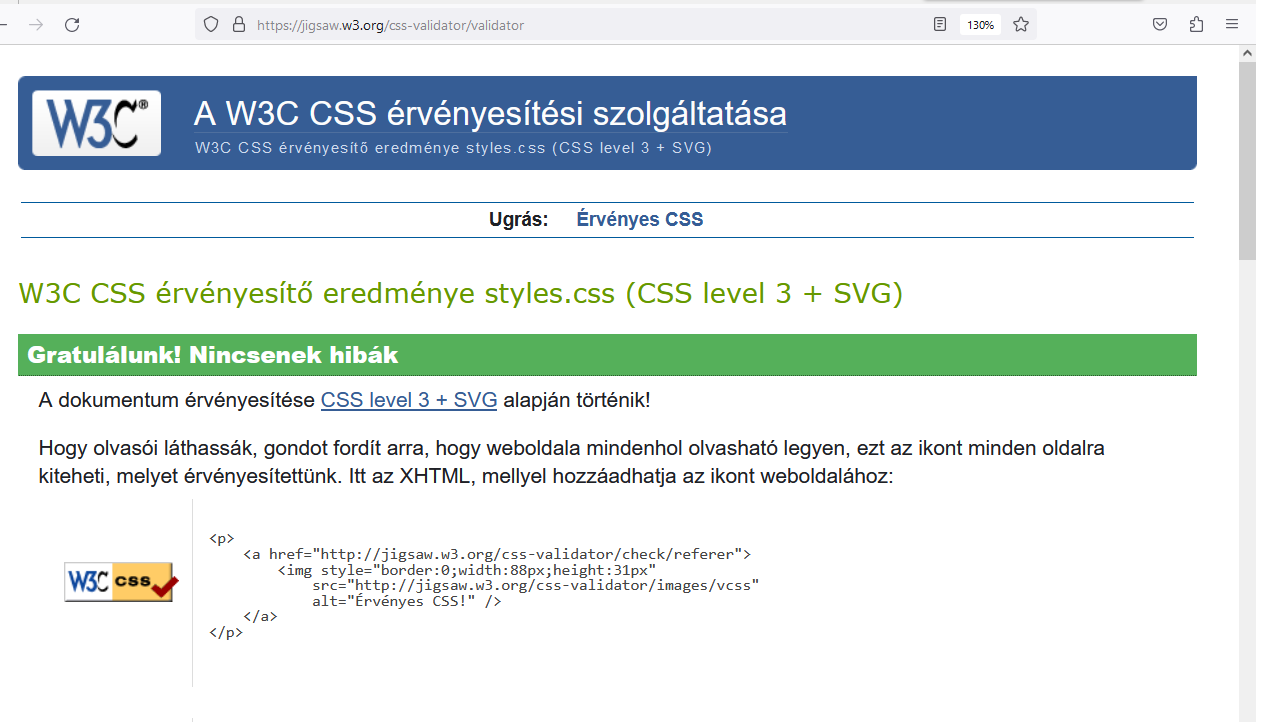 https://jigsaw.w3.org/css-validator/validator
130%
W3C®
A W3C CSS érvényesítési szolgáltatása
W3C CSS érvényesítő eredménye styles.css (CSS level 3 + SVG)
Ugrás: Érvényes CSS
W3C CSS érvényesítő eredménye styles.css (CSS level 3 + SVG)
Gratulálunk! Nincsenek hibák
A dokumentum érvényesítése CSS level 3 + SVG alapján történik!
Hogy olvasói láthassák, gondot fordít arra, hogy weboldala mindenhol olvasható legyen, ezt az ikont minden oldalra
kiteheti, melyet érvényesítettünk. Itt az XHTML, mellyel hozzáadhatja az ikont weboldalához:
W3C css
<p>
    <a href="http://jigsaw.w3.org/css-validator/check/referer">
        <img style="border:0;width:88px;height:31px"
            src="http://jigsaw.w3.org/css-validator/images/vcss"
            alt="Érvényes CSS!" />
    </a>
</p>